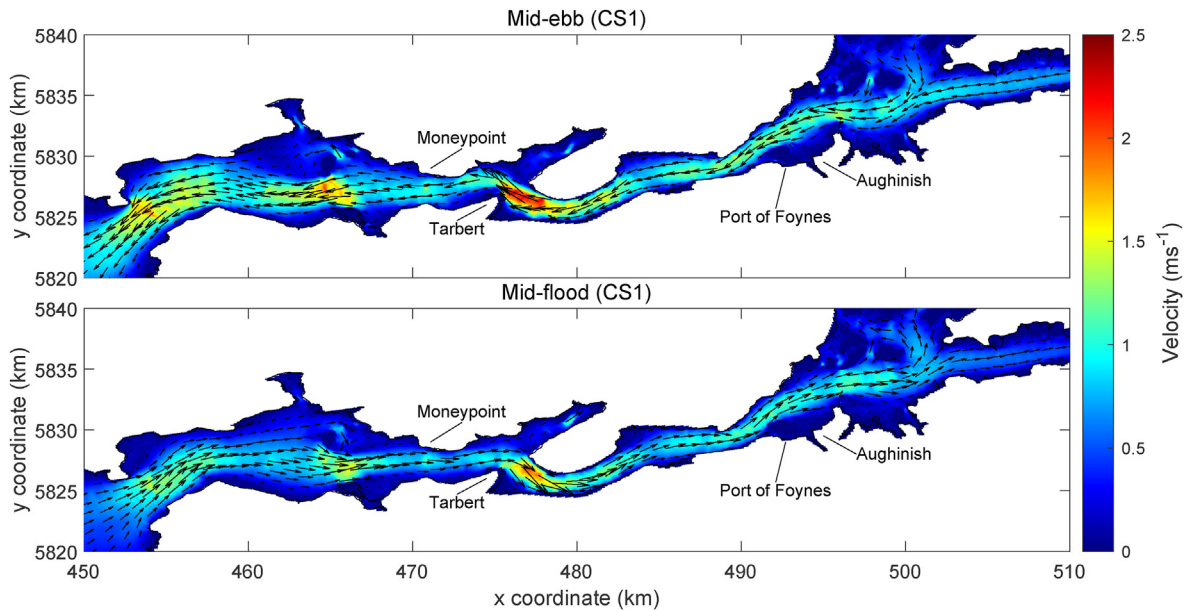 Mid-ebb (CS1)
5840
5835
5830
5825
5820
y coordinate (km)
Moneypoint
Tarbert
Port of Foynes
Aughinish
Mid-flood (CS1)
5840
5835
5830
5825
5820
y coordinate (km)
Moneypoint
Tarbert
Port of Foynes
Aughinish
450 460 470 480 490 500 510
x coordinate (km)
2.5
2
1.5
1
0.5
0
Velocity (ms⁻¹)